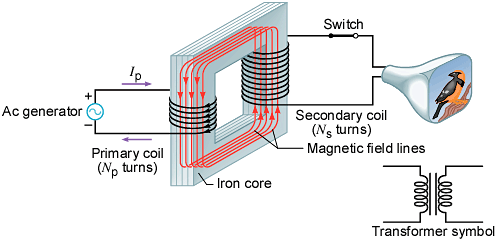 Switch
Ip
+
Ac generator
−
Primary coil
(Np turns)
Secondary coil
(Ns turns)
Magnetic field lines
Iron core
Transformer symbol